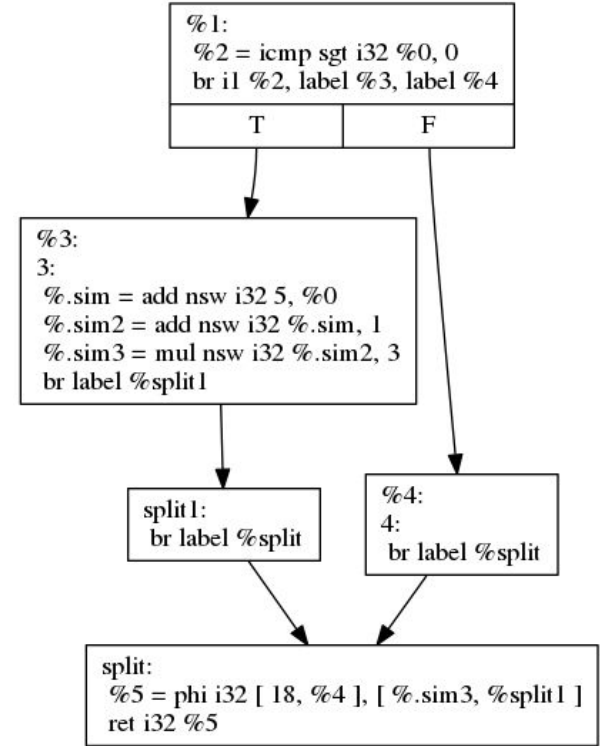 %1:
%2 = icmp sgt i32 %0, 0
br i1 %2, label %3, label %4
T
F
%3:
3:
%.sim = add nsw i32 5, %0
%.sim2 = add nsw i32 %.sim, 1
%.sim3 = mul nsw i32 %.sim2, 3
br label %split1
split1:
br label %split
%4:
4:
br label %split
split:
%5 = phi i32 [ 18, %4 ], [ %.sim3, %split1 ]
ret i32 %5